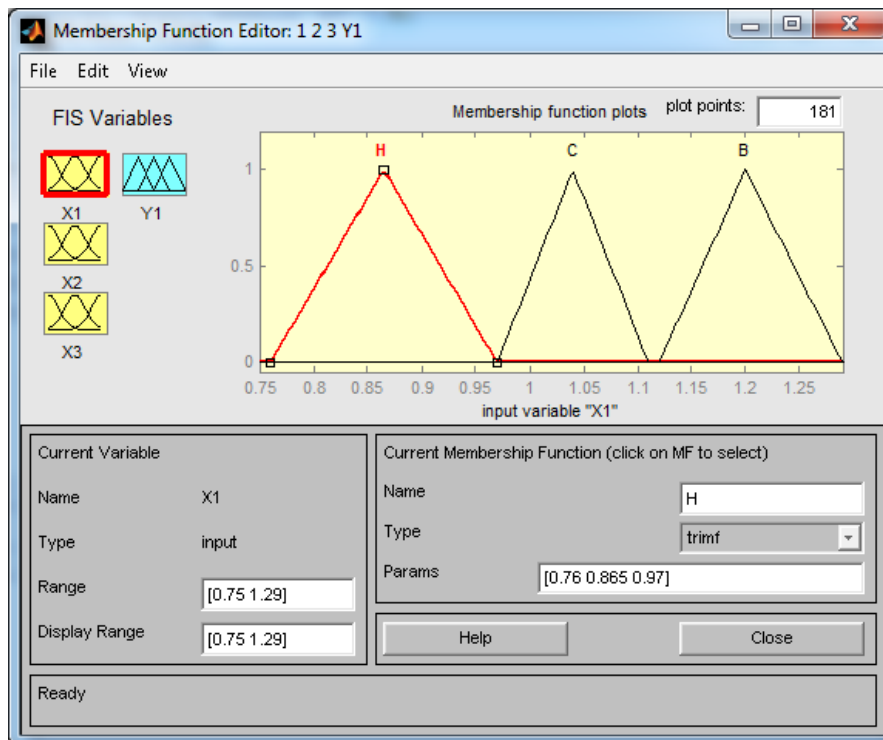 Membership Function Editor: 1 2 3 Y1
File Edit View
FIS Variables
Membership function plots plot points: 181
X1 Y1
X2
X3
H C B
1
0.5
0
0.75 0.8 0.85 0.9 0.95 1 1.05 1.1 1.15 1.2 1.25
input variable "X1"
Current Variable
Name X1
Type input
Range [0.75 1.29]
Display Range [0.75 1.29]
Current Membership Function (click on MF to select)
Name H
Type trimf
Params [0.76 0.865 0.97]
Help Close
Ready